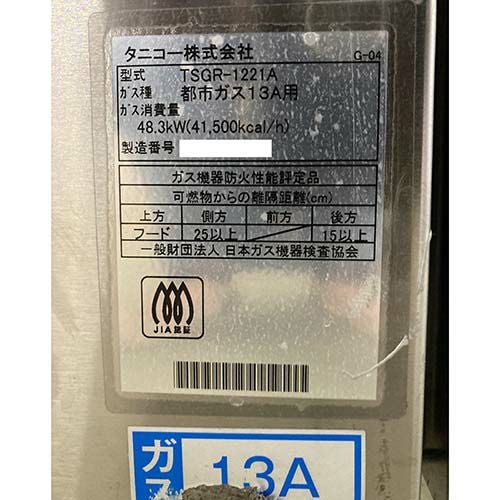 タニコー株式会社 G-04
型式 TSGR-1221A
ガス種 都市ガス13A用
ガス消費量
48.3kW(41,500kcal/h)
製造番号
ガス機器防火性能評定品
可燃物からの離隔距離(cm)
上方 側方 前方 後方
フード 25以上 15以上
一般財団法人 日本ガス機器検査協会
JIA認証
ガス 13A